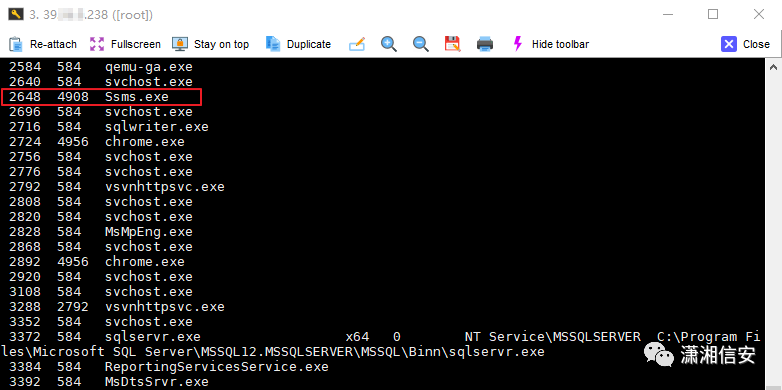 3. 39 .238 ([root])
Re-attach Fullscreen Stay on top Duplicate Hide toolbar Close
2584 584 qemu-ga.exe
2640 584 svchost.exe
2648 4908 Ssms.exe
2696 584 svchost.exe
2716 584 sqlwriter.exe
2724 4956 chrome.exe
2756 584 svchost.exe
2776 584 svchost.exe
2792 584 vsvnhttpsvc.exe
2808 584 svchost.exe
2820 584 svchost.exe
2828 584 MsMpEng.exe
2868 584 svchost.exe
2892 4956 chrome.exe
2920 584 svchost.exe
3108 584 svchost.exe
3288 2792 vsvnhttpsvc.exe
3352 584 svchost.exe
3372 584 sqlservr.exe x64 0 NT Service\MSSQLSERVER C:\Program Fi
les\Microsoft SQL Server\MSSQL12.MSSQLSERVER\MSSQL\Binn\sqlservr.exe
3384 584 ReportingServicesService.exe
3392 584 MsDtsSrvr.exe
潇湘信安